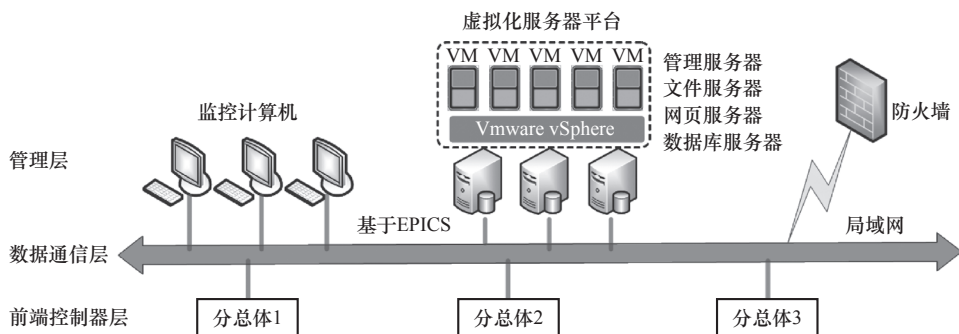 虚拟化服务器平台
VM VM VM VM VM
管理服务器
文件服务器
网页服务器
数据库服务器
Vmware vSphere
监控计算机
防火墙
管理层
基于EPICS
局域网
数据通信层
前端控制器层
分总体1
分总体2
分总体3